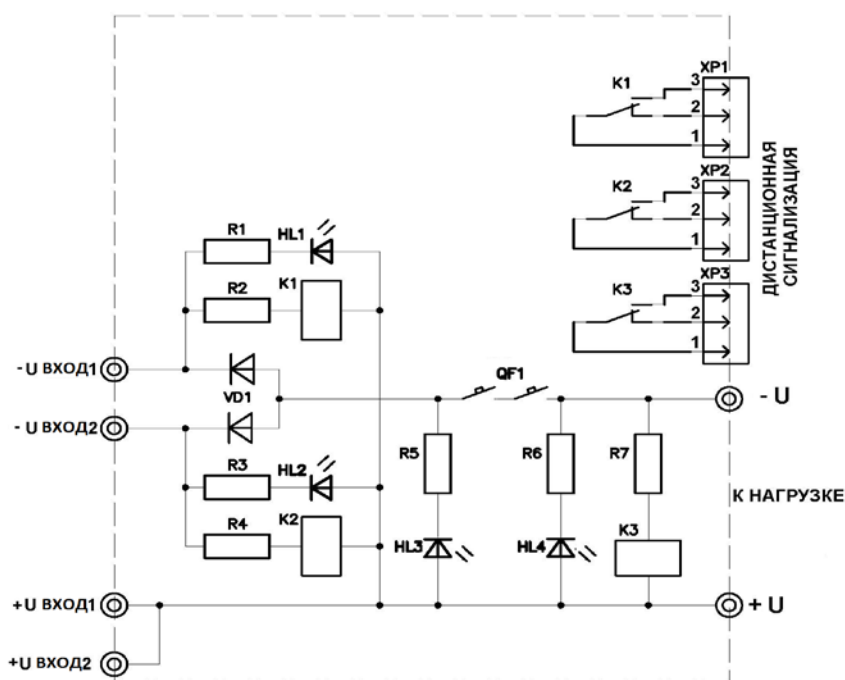 XP1
K1
3
2
1
XP2
K2
3
2
1
XP3
K3
3
2
1
ДИСТАНЦИОННАЯ
СИГНАЛИЗАЦИЯ
R1
HL1
R2
K1
- U ВХОД1
VD1
QF1
- U
- U ВХОД2
R3
HL2
R4
K2
R5
R6
R7
HL3
HL4
K3
К НАГРУЗКЕ
+U ВХОД1
+ U
+U ВХОД2